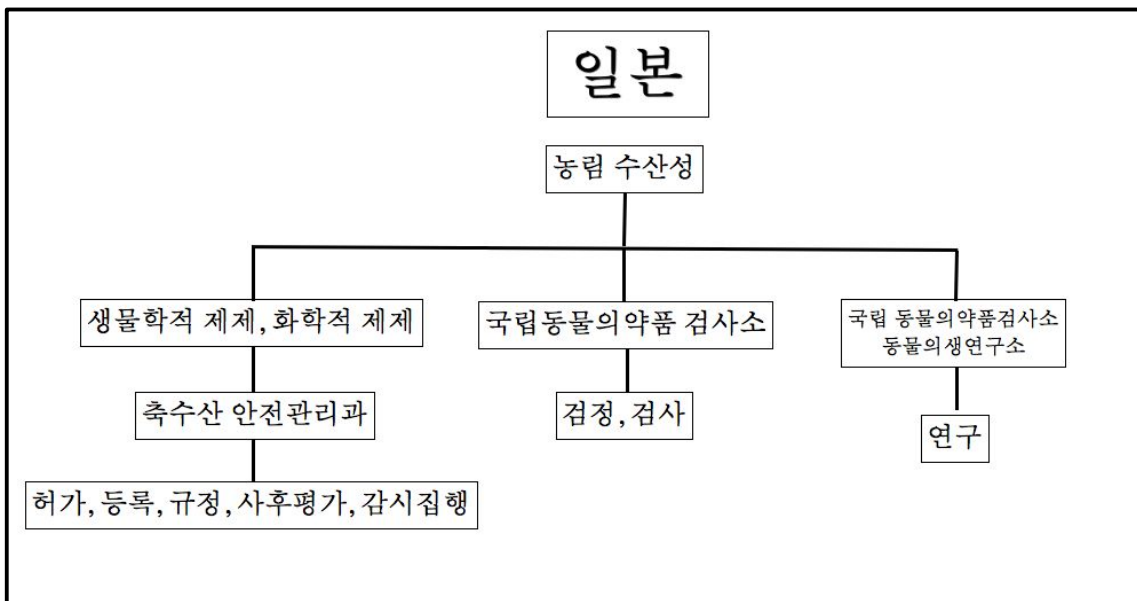 일본
농림 수산성
생물학적 제제, 화학적 제제
국립동물의약품 검사소
국립 동물의약품검사소
동물의생연구소
축수산 안전관리과
검정, 검사
연구
허가, 등록, 규정, 사후평가, 감시집행